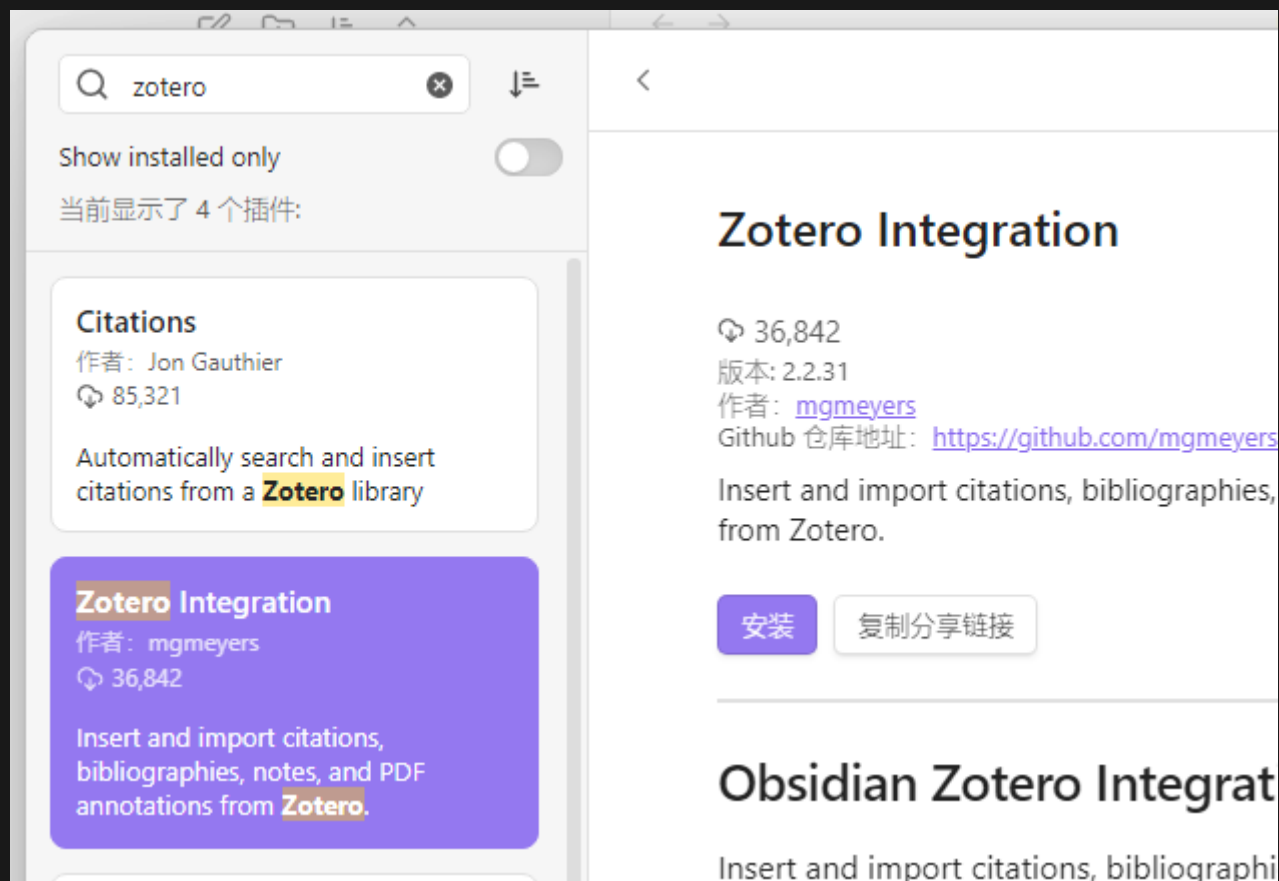 zotero
Show installed only
当前显示了 4 个插件:
Citations
作者：Jon Gauthier
85,321
Automatically search and insert
citations from a Zotero library
Zotero Integration
作者：mgmeyers
36,842
Insert and import citations,
bibliographies, notes, and PDF
annotations from Zotero.
Zotero Integration
36,842
版本: 2.2.31
作者：mgmeyers
Github 仓库地址：https://github.com/mgmeyers
Insert and import citations, bibliographies,
from Zotero.
安装
复制分享链接
Obsidian Zotero Integrati
Insert and import citations, bibliographi